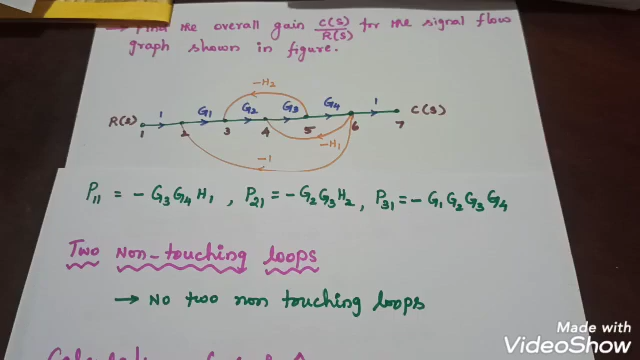 → Find the overall gain C(S)/R(S) for the signal flow
graph shown in figure.
-H2
R(S) 1 G1 G2 G3 G4 1 C(S)
1 2 3 4 5 6 7
-H1
-1
P11 = - G3 G4 H1 , P21 = - G2 G3 H2 , P31 = - G1 G2 G3 G4
Two Non-touching loops
→ No two non touching loops
Made with
VideoShow